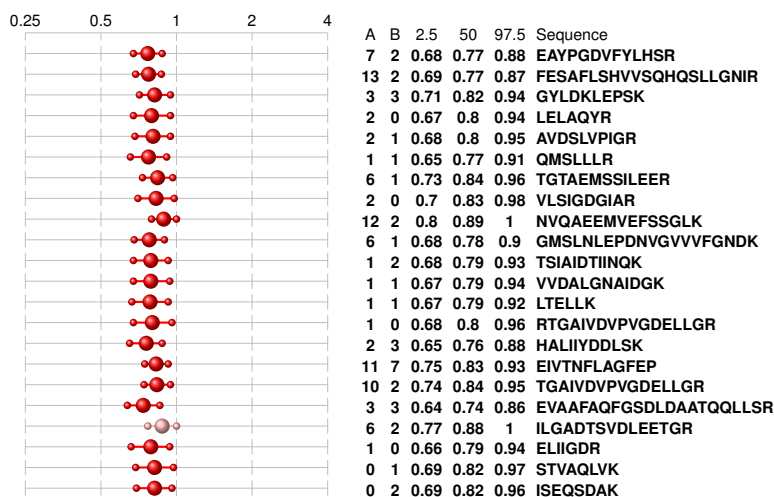 0.25 0.5 1 2 4
A B 2.5 50 97.5 Sequence
7 2 0.68 0.77 0.88 EAYPGDVFYLHSR
13 2 0.69 0.77 0.87 FESAFLSHVVSQHQSLLGNIR
3 3 0.71 0.82 0.94 GYLDKLEPSK
2 0 0.67 0.8 0.94 LELAQYR
2 1 0.68 0.8 0.95 AVDSLVPIGR
1 1 0.65 0.77 0.91 QMSLLLR
6 1 0.73 0.84 0.96 TGTAEMSSILEER
2 0 0.7 0.83 0.98 VLSIGDGIAR
12 2 0.8 0.89 1 NVQAEEMVEFSSGLK
6 1 0.68 0.78 0.9 GMSLNLEPDNVGVVVFGNDK
1 2 0.68 0.79 0.93 TSIAIDTIINQK
1 1 0.67 0.79 0.94 VVDALGNAIDGK
1 1 0.67 0.79 0.92 LTELLK
1 0 0.68 0.8 0.96 RTGAIVDVPVGDELLGR
2 3 0.65 0.76 0.88 HALIIYDDLSK
11 7 0.75 0.83 0.93 EIVTNFLAGFEP
10 2 0.74 0.84 0.95 TGAIVDVPVGDELLGR
3 3 0.64 0.74 0.86 EVAAFAQFGSDLDAATQQLLSR
6 2 0.77 0.88 1 ILGADTSVDLEETGR
1 0 0.66 0.79 0.94 ELIIGDR
0 1 0.69 0.82 0.97 STVAQLVK
0 2 0.69 0.82 0.96 ISEQSDAK